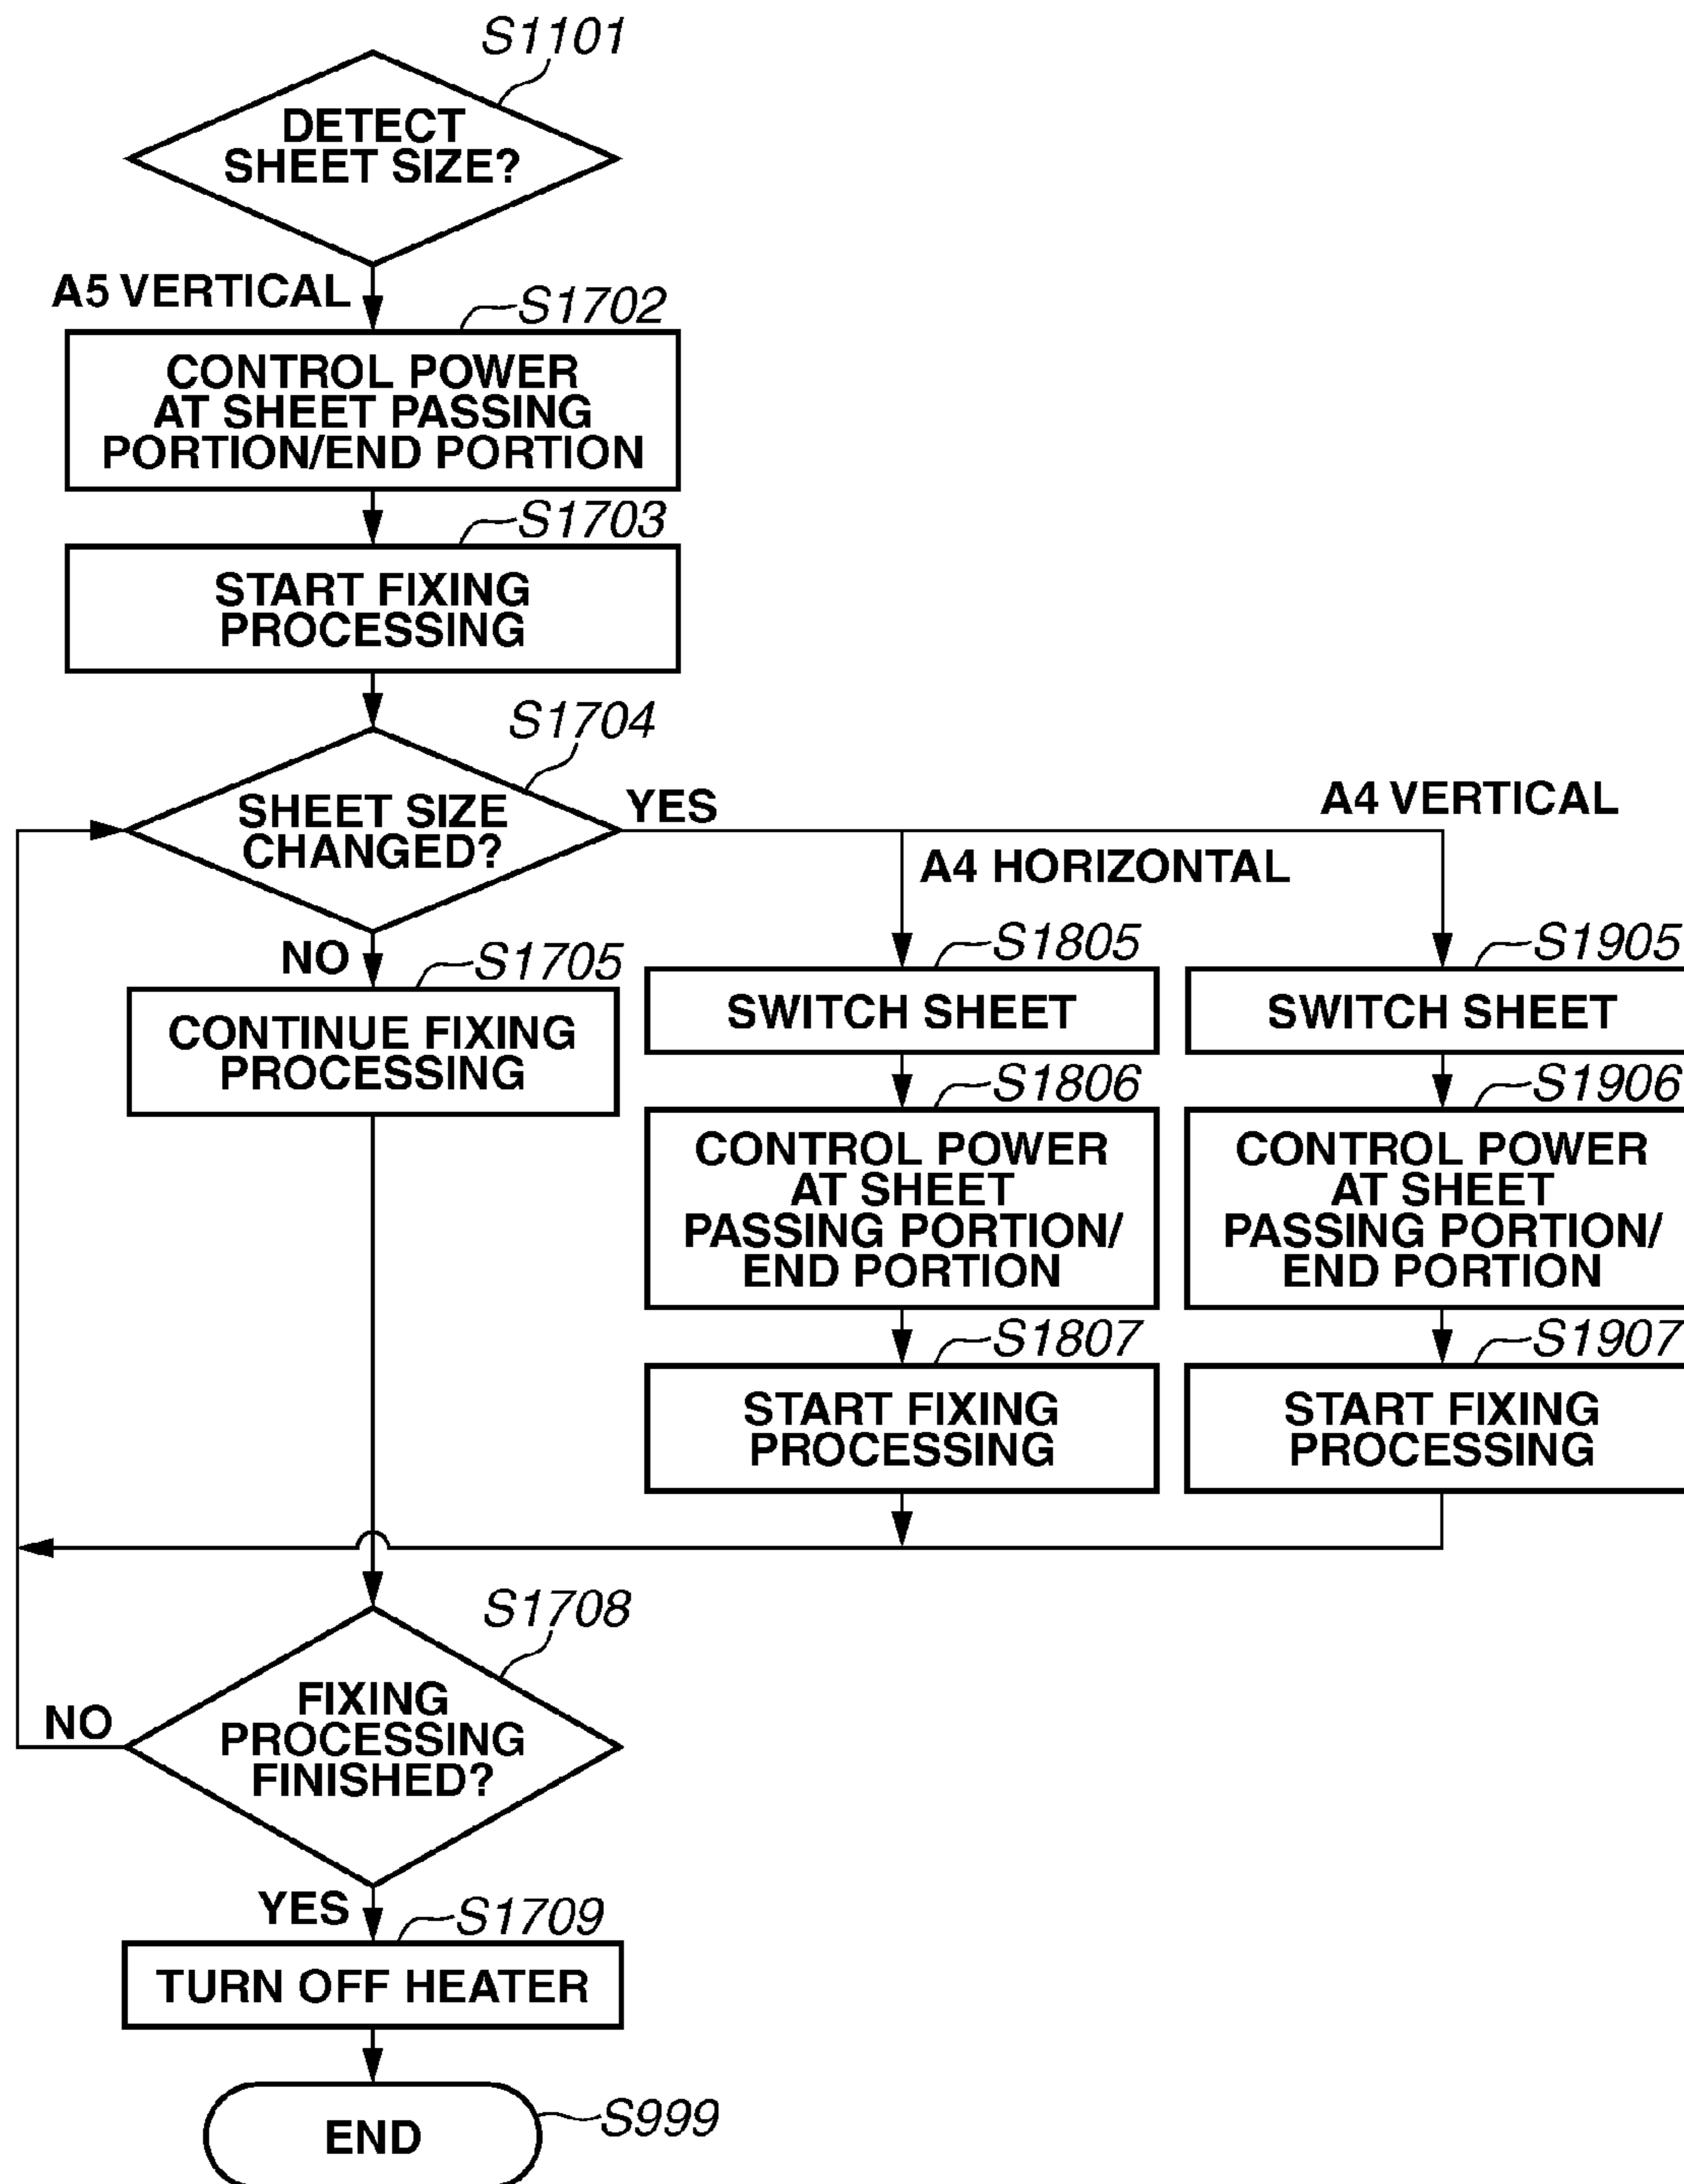 S1101
DETECT
SHEET SIZE?
A5 VERTICAL
S1702
CONTROL POWER
AT SHEET PASSING
PORTION/END PORTION
S1703
START FIXING
PROCESSING
S1704
SHEET SIZE
CHANGED?
YES
A4 VERTICAL
A4 HORIZONTAL
NO
S1705
CONTINUE FIXING
PROCESSING
S1805
SWITCH SHEET
S1806
CONTROL POWER
AT SHEET
PASSING PORTION/
END PORTION
S1807
START FIXING
PROCESSING
S1905
SWITCH SHEET
S1906
CONTROL POWER
AT SHEET
PASSING PORTION/
END PORTION
S1907
START FIXING
PROCESSING
S1708
FIXING
PROCESSING
FINISHED?
NO
YES
S1709
TURN OFF HEATER
END
S999